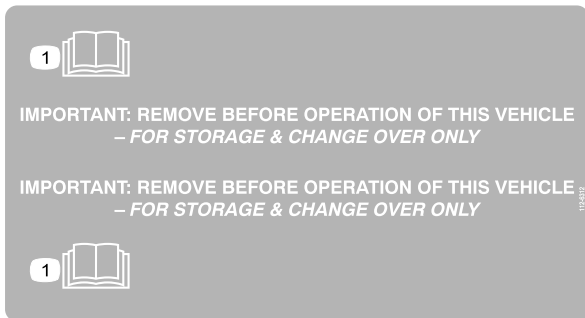 1
IMPORTANT: REMOVE BEFORE OPERATION OF THIS VEHICLE
– FOR STORAGE & CHANGE OVER ONLY
IMPORTANT: REMOVE BEFORE OPERATION OF THIS VEHICLE
– FOR STORAGE & CHANGE OVER ONLY
1124312
1